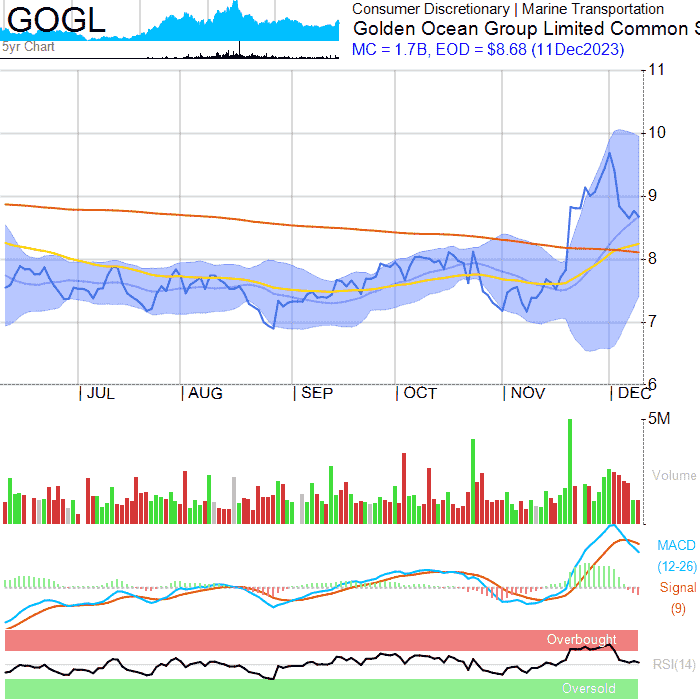 GOGL
5yr Chart
Consumer Discretionary | Marine Transportation
Golden Ocean Group Limited Common S
MC = 1.7B, EOD = $8.68 (11Dec2023)
11
10
9
8
7
6
JUL
AUG
SEP
OCT
NOV
DEC
5M
Volume
MACD
(12-26)
Signal
(9)
Overbought
RSI(14)
Oversold